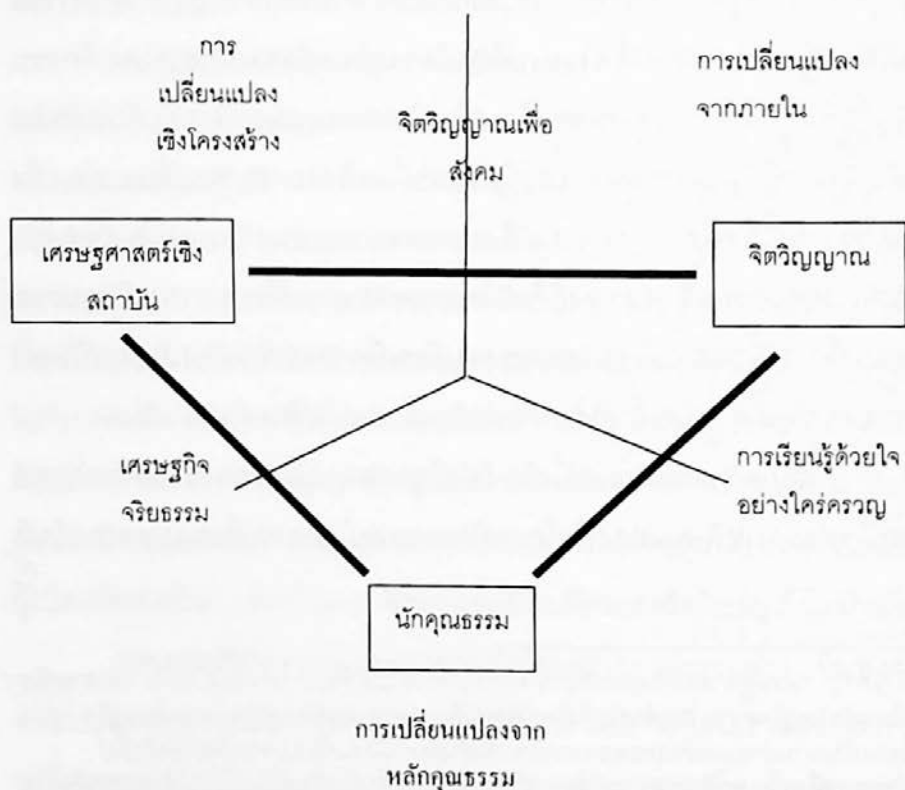 การ
เปลี่ยนแปลง
เชิงโครงสร้าง
จิตวิญญาณเพื่อ
สังคม
การเปลี่ยนแปลง
จากภายใน
เศรษฐศาสตร์เชิง
สถาบัน
จิตวิญญาณ
เศรษฐกิจ
จริยธรรม
การเรียนรู้ด้วยใจ
อย่างใคร่ครวญ
นักคุณธรรม
การเปลี่ยนแปลงจาก
หลักคุณธรรม